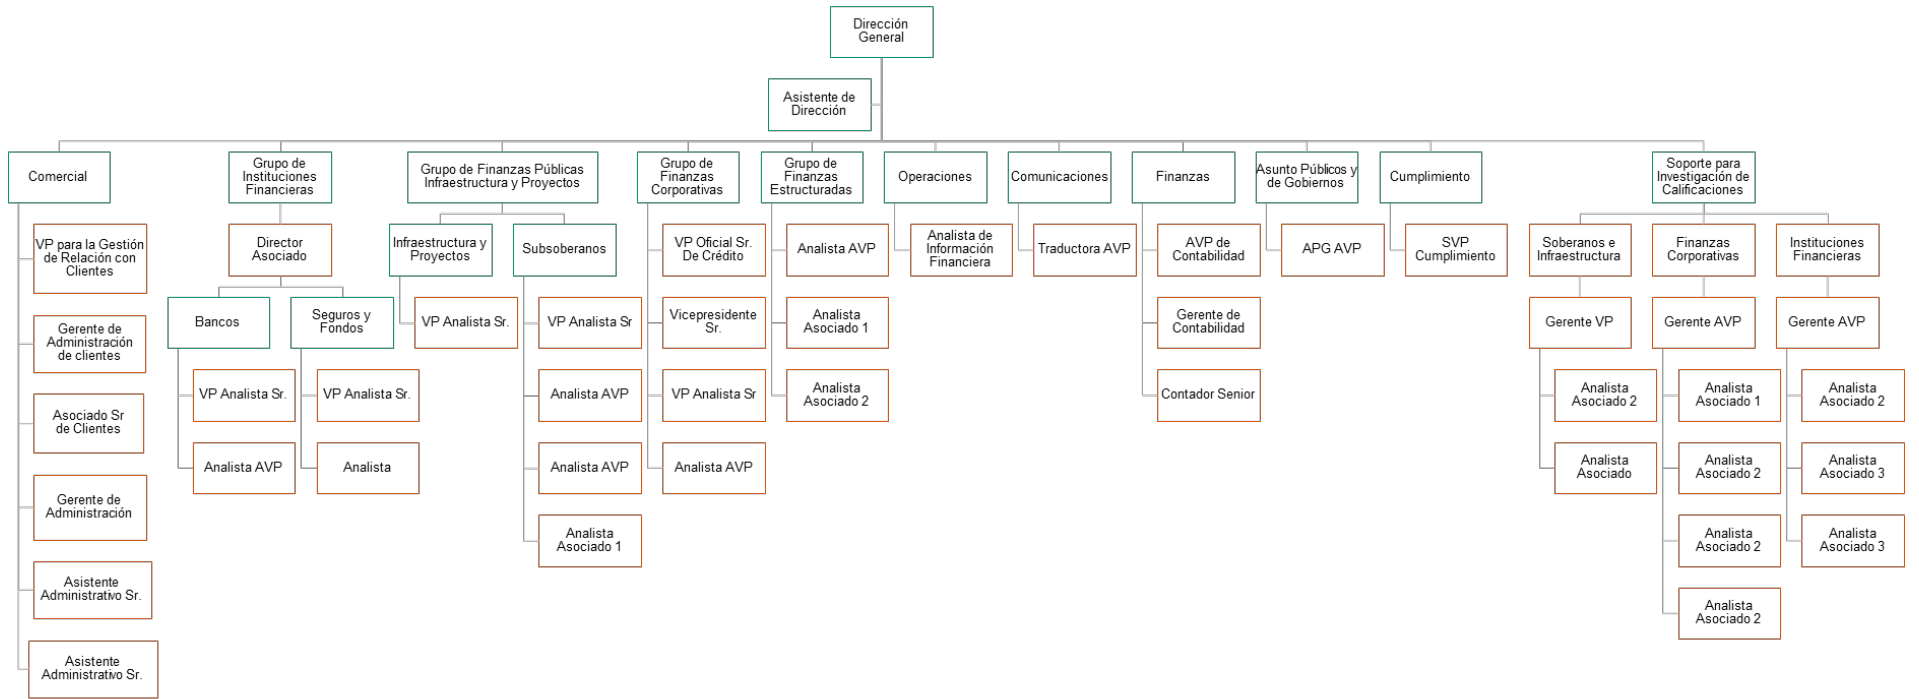 Dirección
General
Asistente de
Dirección
Comercial
Grupo de
Instituciones
Financieras
Grupo de Finanzas Públicas
Infraestructura y Proyectos
Grupo de
Finanzas
Corporativas
Grupo de
Finanzas
Estructuradas
Operaciones
Comunicaciones
Finanzas
Asunto Públicos y
de Gobiernos
Cumplimiento
Soporte para
Investigación de
Calificaciones
VP para la Gestión
de Relación con
Clientes
Gerente de
Administración
de clientes
Asociado Sr
de Clientes
Gerente de
Administración
Asistente
Administrativo Sr.
Asistente
Administrativo Sr.
Director
Asociado
Bancos
VP Analista Sr.
Analista AVP
Seguros y
Fondos
VP Analista Sr.
Analista
Infraestructura y
Proyectos
VP Analista Sr.
Subsoberanos
VP Analista Sr
Analista AVP
Analista AVP
Analista
Asociado 1
VP Oficial Sr.
De Crédito
Vicepresidente
Sr.
VP Analista Sr
Analista AVP
Analista AVP
Analista
Asociado 1
Analista
Asociado 2
Analista de
Información
Financiera
Traductora AVP
AVP de
Contabilidad
Gerente de
Contabilidad
Contador Senior
APG AVP
SVP
Cumplimiento
Soberanos e
Infraestructura
Gerente VP
Analista
Asociado 2
Analista
Asociado
Finanzas
Corporativas
Gerente AVP
Analista
Asociado 1
Analista
Asociado 2
Analista
Asociado 2
Analista
Asociado 2
Instituciones
Financieras
Gerente AVP
Analista
Asociado 2
Analista
Asociado 3
Analista
Asociado 3